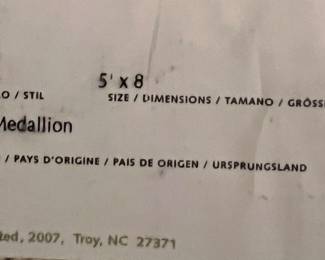 5' x 8
O / STIL SIZE / DIMENSIONS / TAMANO / GRÖSS
Medallion
/ PAYS D'ORIGINE / PAIS DE ORIGEN / URSPRUNGSLAND
ted, 2007, Troy, NC 27371